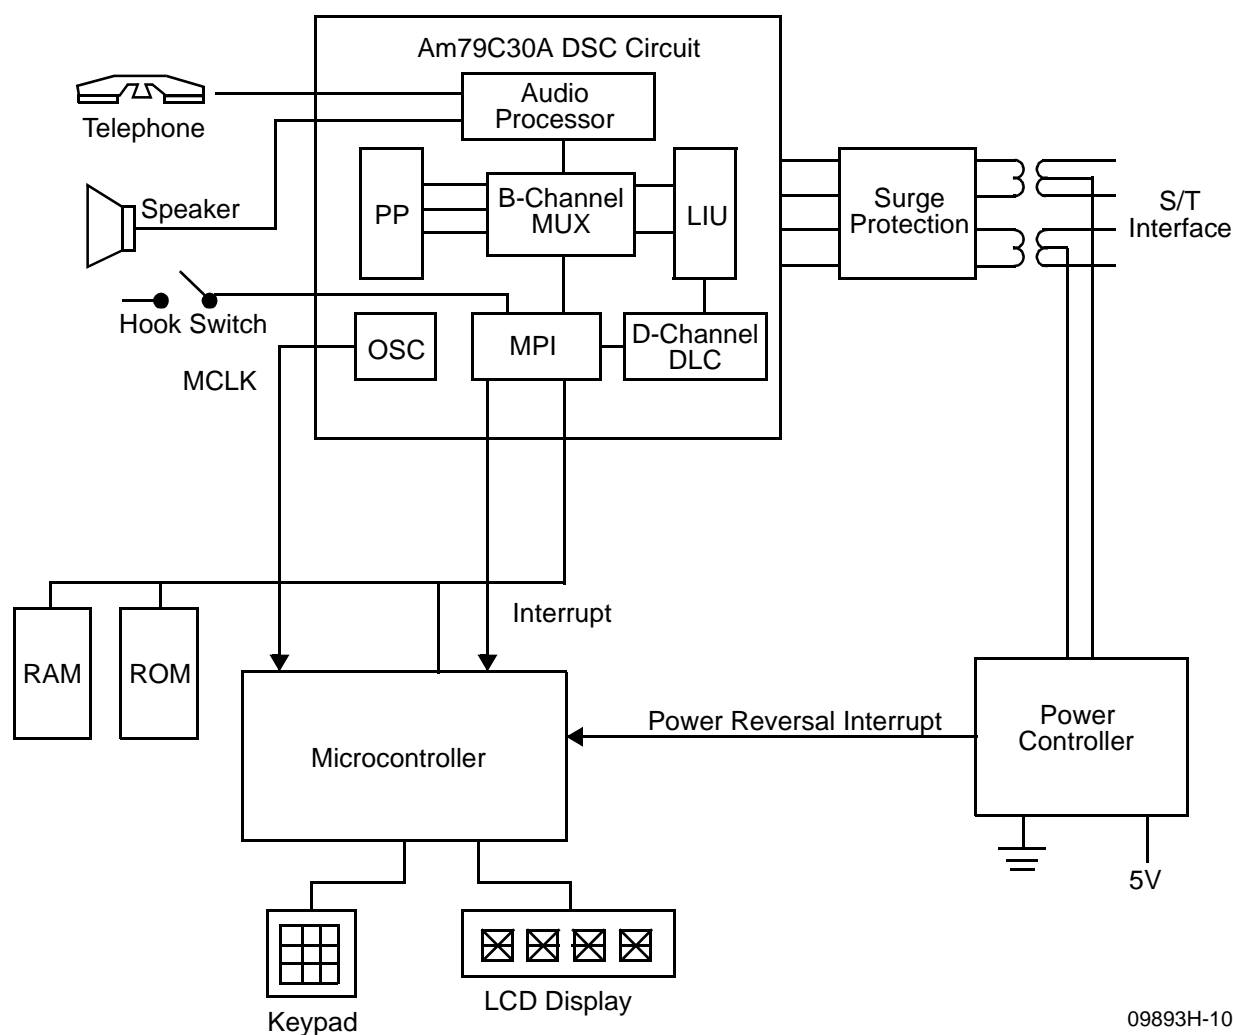 Am79C30A DSC Circuit
Telephone
Audio
Processor
Speaker
PP
B-Channel
MUX
LIU
Surge
Protection
S/T
Interface
Hook Switch
OSC
MPI
D-Channel
DLC
MCLK
Interrupt
RAM
ROM
Microcontroller
Power Reversal Interrupt
Power
Controller
5V
LCD Display
Keypad
09893H-10